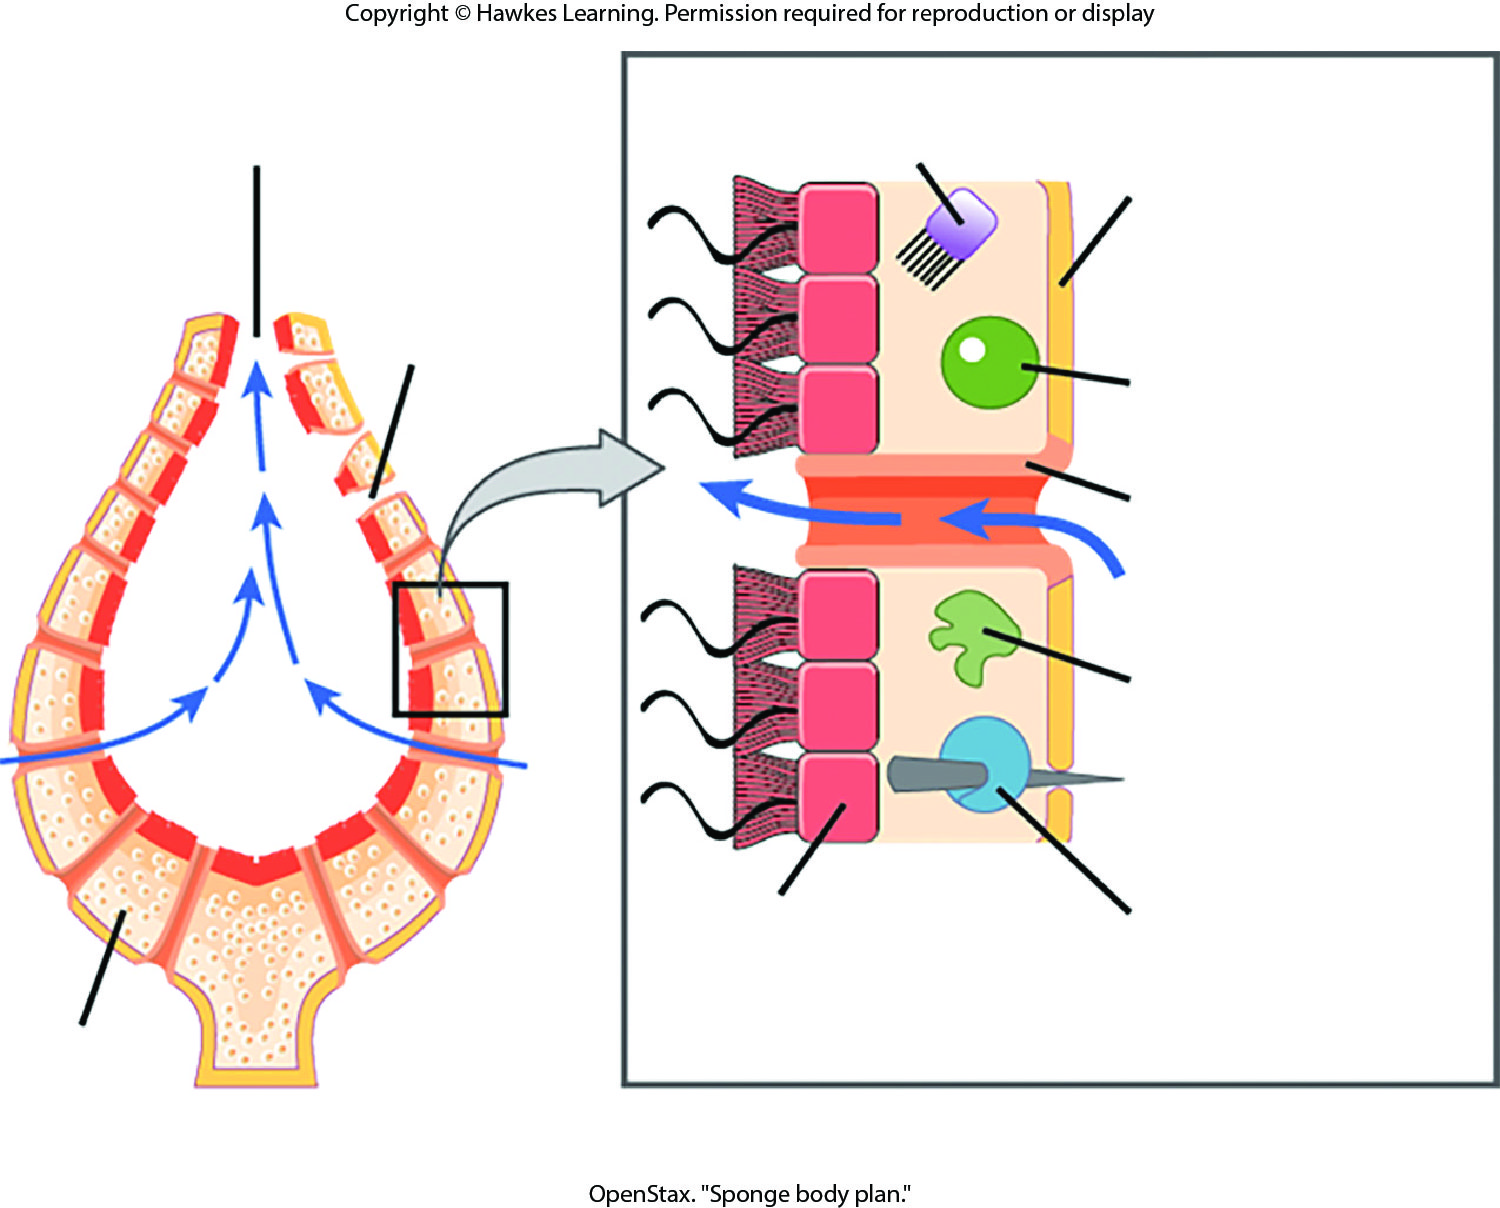 Copyright © Hawkes Learning. Permission required for reproduction or display
OpenStax. "Sponge body plan."